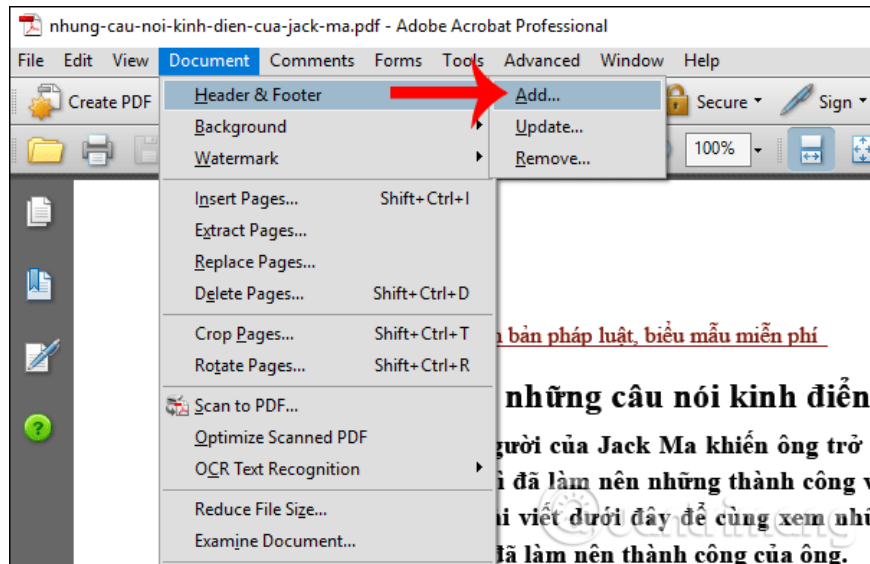 nhung-cau-noi-kinh-dien-cua-jack-ma.pdf - Adobe Acrobat Professional
File Edit View Document Comments Forms Tools Advanced Window Help
Create PDF
Secure
Sign
100%
Header & Footer
Background
Watermark
Add...
Update...
Remove...
Insert Pages... Shift+Ctrl+I
Extract Pages...
Replace Pages...
Delete Pages... Shift+Ctrl+D
Crop Pages... Shift+Ctrl+T
Rotate Pages... Shift+Ctrl+R
Scan to PDF...
Optimize Scanned PDF
OCR Text Recognition
Reduce File Size...
Examine Document...
bản pháp luật, biểu mẫu miễn phí
những câu nói kinh điển
của Jack Ma khiến ông trở
đã làm nên những thành công
viết dưới đây để cùng xem
đã làm nên thành công của ông.
uantrimang